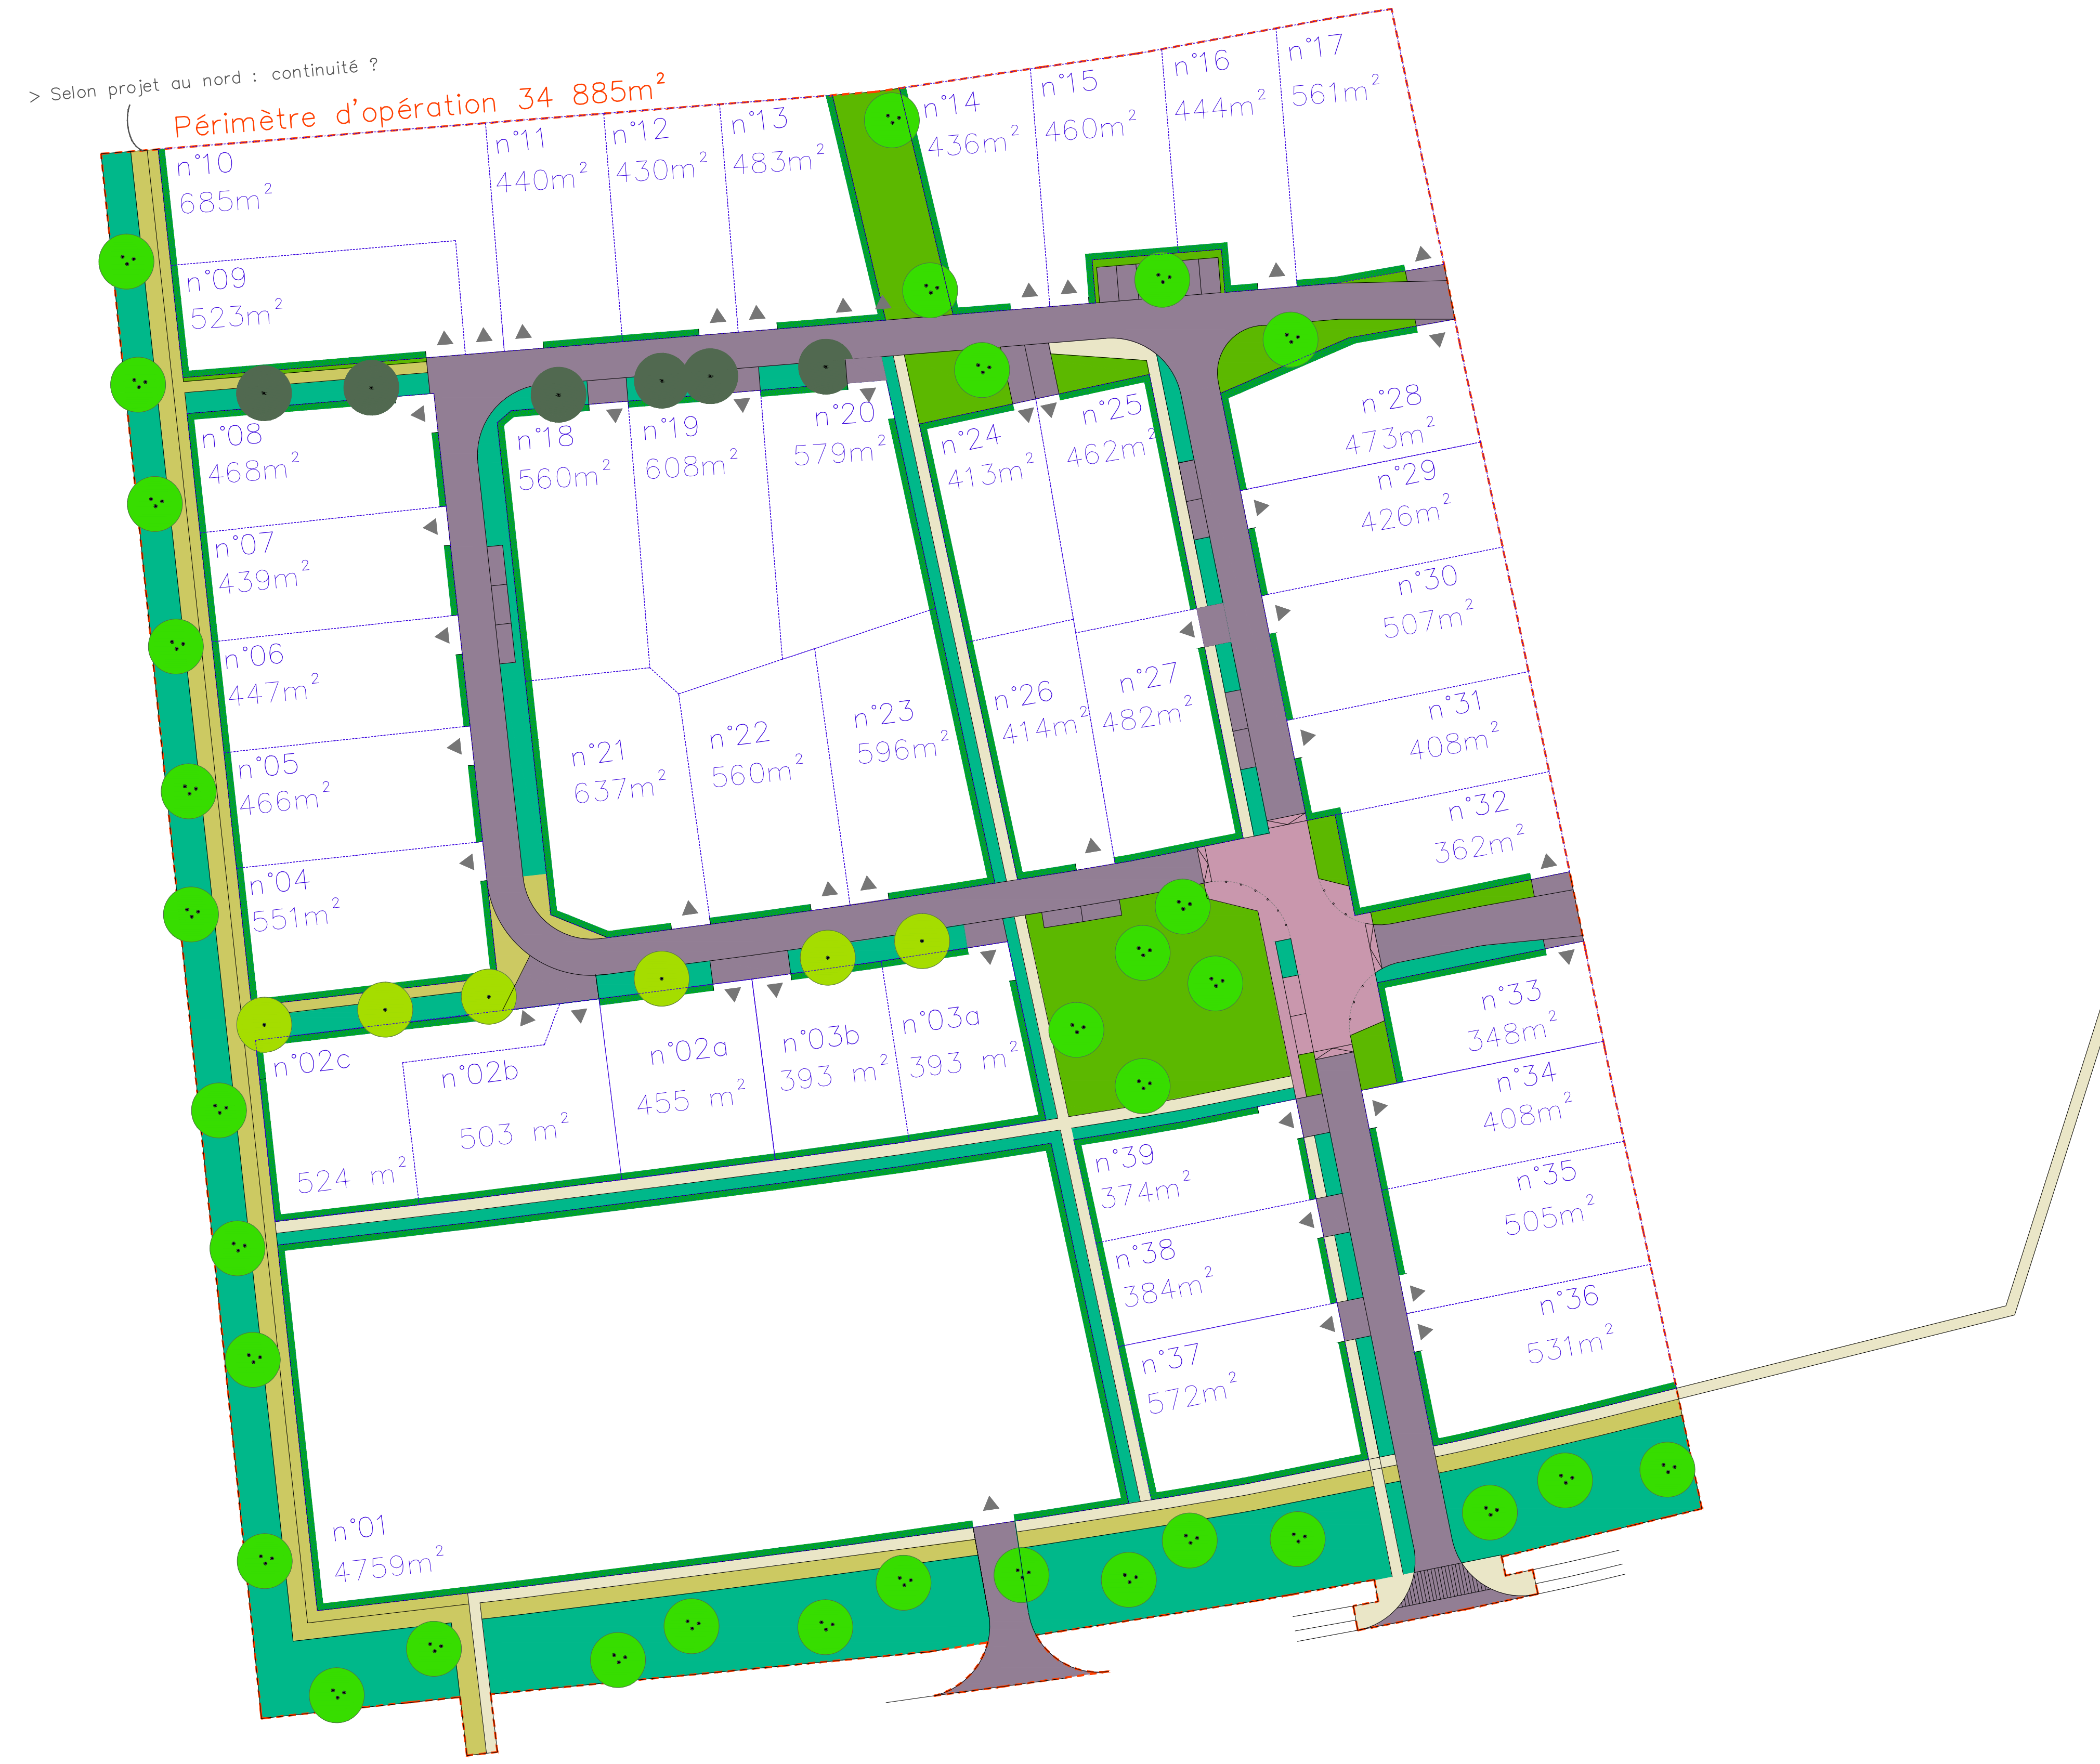 > Selon projet au nord : continuité ?
Périmètre d'opération 34 885m²
n°10
685m²
n°11
440m²
n°12
430m²
n°13
483m²
n°14
436m²
n°15
460m²
n°16
444m²
n°17
561m²
n°09
523m²
n°08
468m²
n°07
439m²
n°06
447m²
n°05
466m²
n°04
551m²
n°18
560m²
n°19
608m²
n°20
579m²
n°24
413m²
n°25
462m²
n°28
473m²
n°29
426m²
n°30
507m²
n°31
408m²
n°32
362m²
n°21
637m²
n°22
560m²
n°23
596m²
n°26
414m²
n°27
482m²
n°02c
524 m²
n°02b
503 m²
n°02a
455 m²
n°03b
393 m²
n°03a
393 m²
n°33
348m²
n°34
408m²
n°35
505m²
n°36
531m²
n°39
374m²
n°38
384m²
n°37
572m²
n°01
4759m²